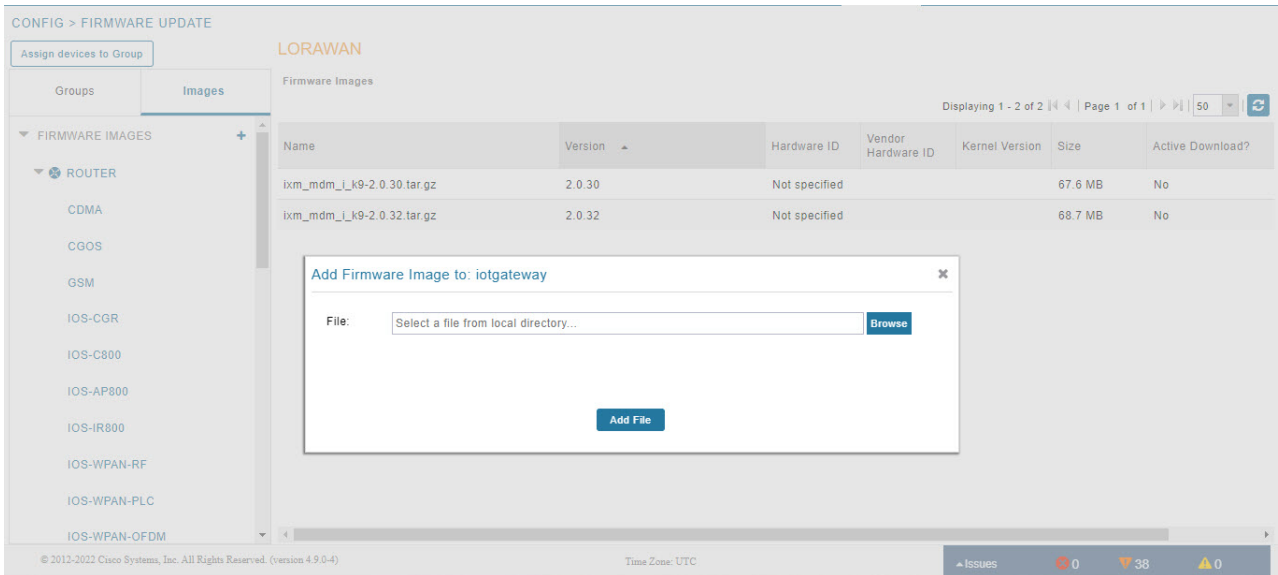 CONFIG > FIRMWARE UPDATE
Assign devices to Group
Groups
Images
FIRMWARE IMAGES
ROUTER
CDMA
CGOS
GSM
IOS-CGR
IOS-C800
IOS-AP800
IOS-IR800
IOS-WPAN-RF
IOS-WPAN-PLC
IOS-WPAN-OFDM
LORAWAN
Firmware Images
Displaying 1 - 2 of 2 | Page 1 of 1 | 50
Name Version Hardware ID Vendor Hardware ID Kernel Version Size Active Download?
ixm_mdm_i_k9-2.0.30.tar.gz 2.0.30 Not specified 67.6 MB No
ixm_mdm_i_k9-2.0.32.tar.gz 2.0.32 Not specified 68.7 MB No
Add Firmware Image to: iotgateway
File: Select a file from local directory... Browse
Add File
© 2012-2022 Cisco Systems, Inc. All Rights Reserved. (version 4.9.0-4) Time Zone: UTC Issues 0 38 0